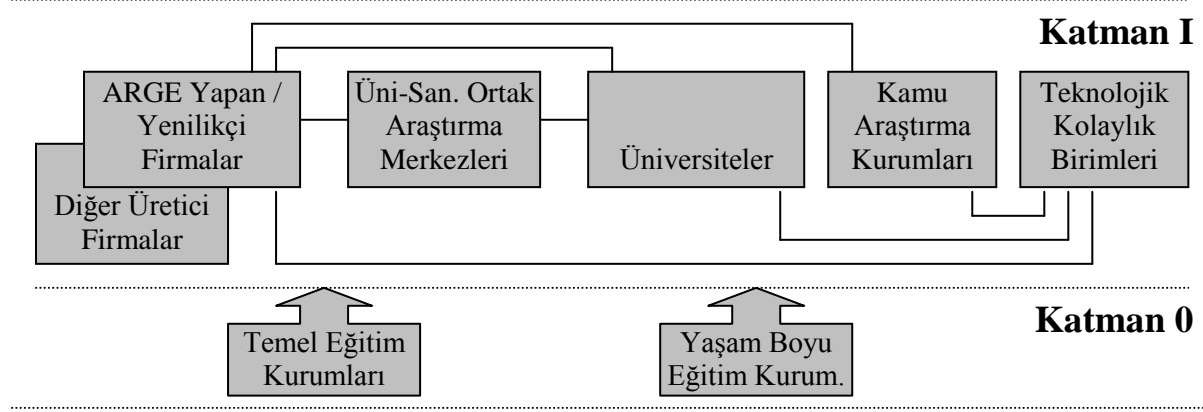 Katman I
ARGE Yapan /
Yenilikçi
Firmalar
Üni-San. Ortak
Araştırma
Merkezleri
Üniversiteler
Kamu
Araştırma
Kurumları
Teknolojik
Kolaylık
Birimleri
Diğer Üretici
Firmalar
Katman 0
Temel Eğitim
Kurumları
Yaşam Boyu
Eğitim Kurum.